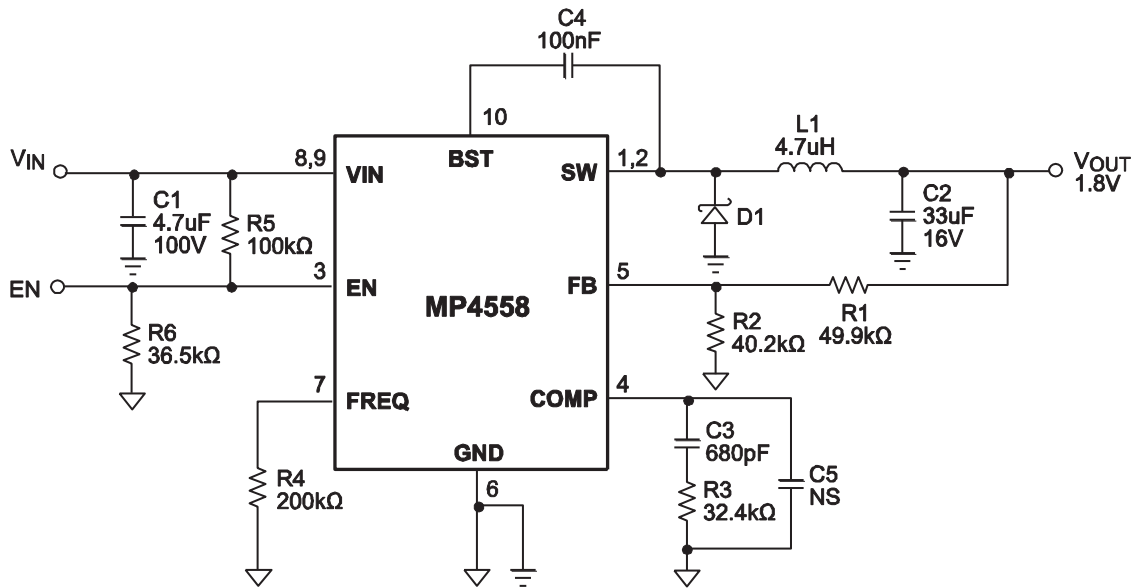 C4
100nF
10
VIN
8,9
VIN
BST
SW
1,2
L1
4.7uH
VOUT
1.8V
C1
4.7uF
100V
R5
100kΩ
D1
C2
33uF
16V
EN
3
EN
MP4558
FB
5
R6
36.5kΩ
R2
40.2kΩ
R1
49.9kΩ
7
FREQ
COMP
4
GND
6
R4
200kΩ
C3
680pF
R3
32.4kΩ
C5
NS